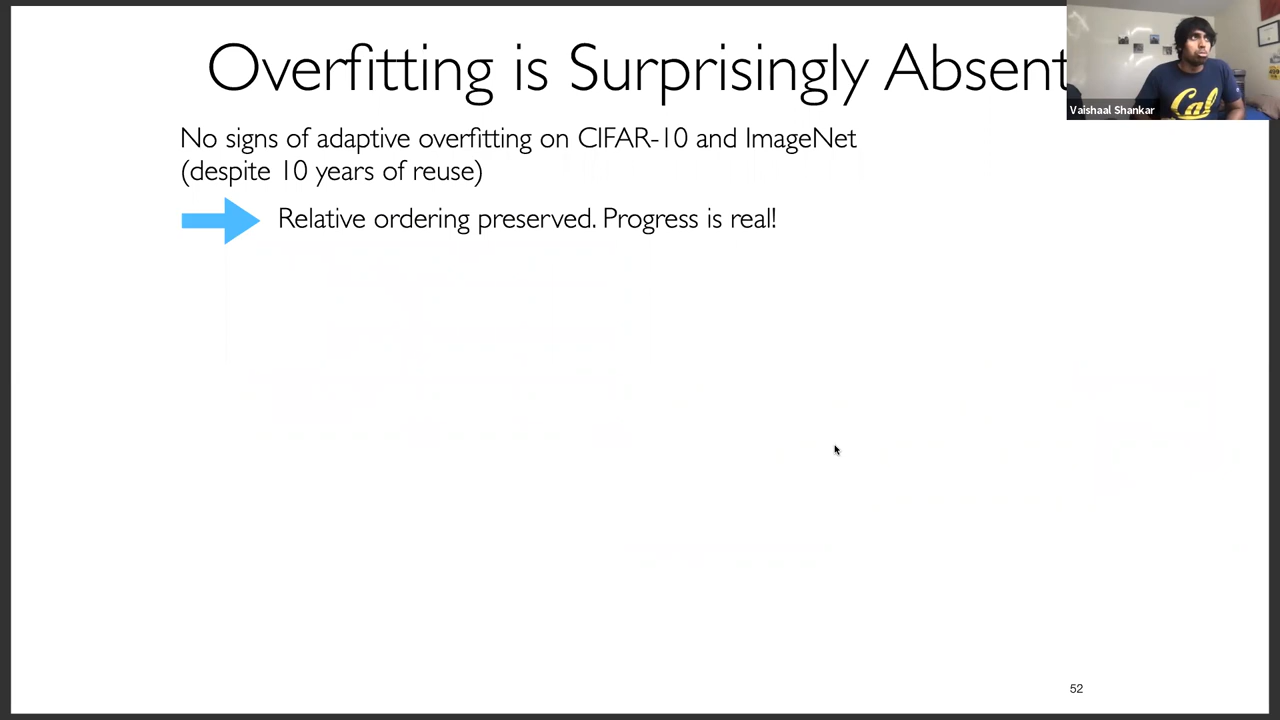 Overfitting is Surprisingly Absent
Vaishaal Shankar
Cal
No signs of adaptive overfitting on CIFAR-10 and ImageNet
(despite 10 years of reuse)
Relative ordering preserved. Progress is real!
52